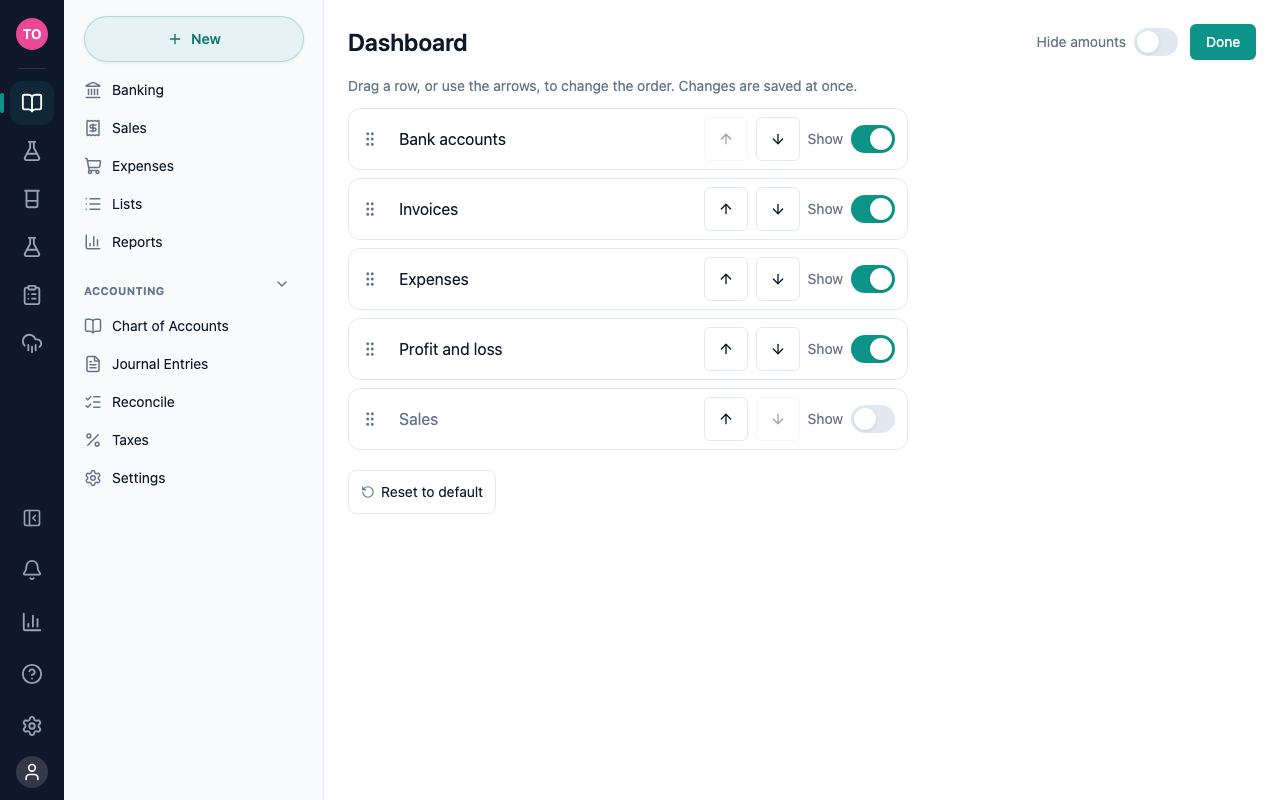 TO
New
Banking
Sales
Expenses
Lists
Reports
ACCOUNTING
Chart of Accounts
Journal Entries
Reconcile
Taxes
Settings
Dashboard
Hide amounts
Done
Drag a row, or use the arrows, to change the order. Changes are saved at once.
Bank accounts Show
Invoices Show
Expenses Show
Profit and loss Show
Sales Show
Reset to default